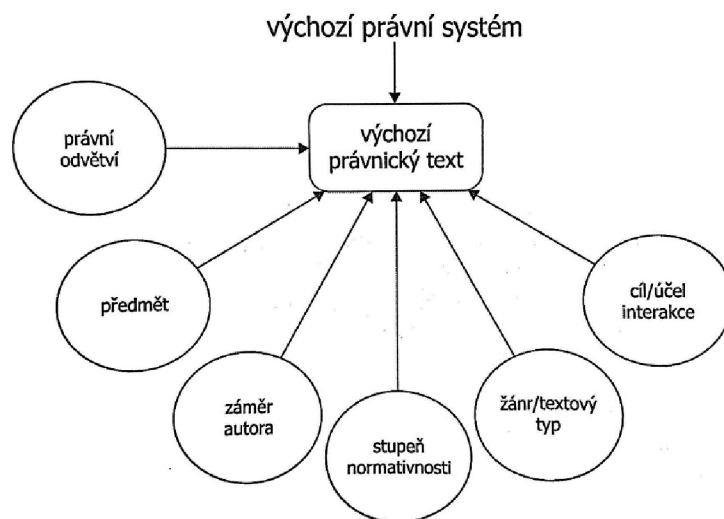 výchozí právní systém
výchozí
právnický text
právní
odvětví
předmět
cíl/účel
interakce
záměr
autora
žánr/textový
typ
stupeň
normativnosti